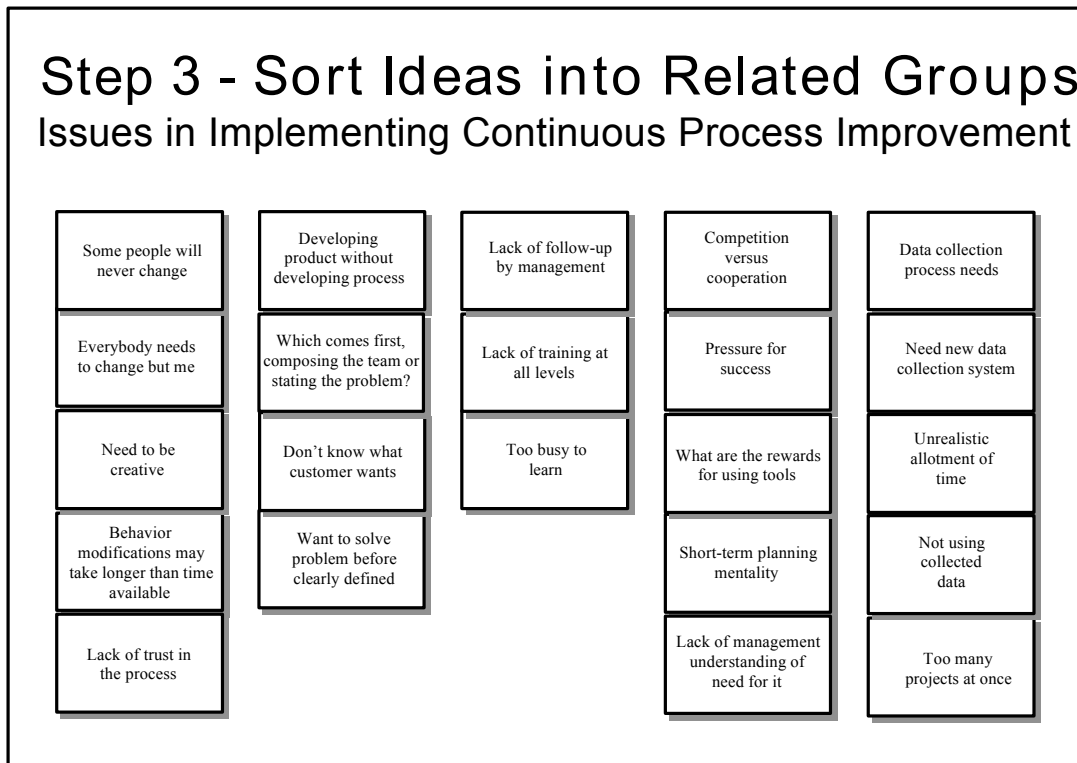 Step 3 - Sort Ideas into Related Groups
Issues in Implementing Continuous Process Improvement
Some people will
never change
Everybody needs
to change but me
Need to be
creative
Behavior
modifications may
take longer than time
available
Lack of trust in
the process
Developing
product without
developing process
Which comes first,
composing the team or
stating the problem?
Don’t know what
customer wants
Want to solve
problem before
clearly defined
Lack of follow-up
by management
Lack of training at
all levels
Too busy to
learn
Competition
versus
cooperation
Pressure for
success
What are the rewards
for using tools
Short-term planning
mentality
Lack of management
understanding of
need for it
Data collection
process needs
Need new data
collection system
Unrealistic
allotment of
time
Not using
collected
data
Too many
projects at once